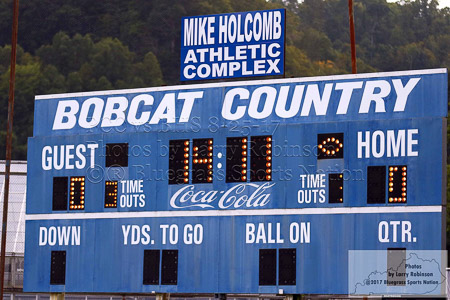 MIKE HOLCOMB
ATHLETIC
COMPLEX
BOBCAT COUNTRY
GUEST
HOME
TIME
OUTS
Coca-Cola
TIME
OUTS
DOWN
YDS. TO GO
BALL ON
QTR.
Photos
by Larry Robinson
©2017 Bluegrass Sports Nation